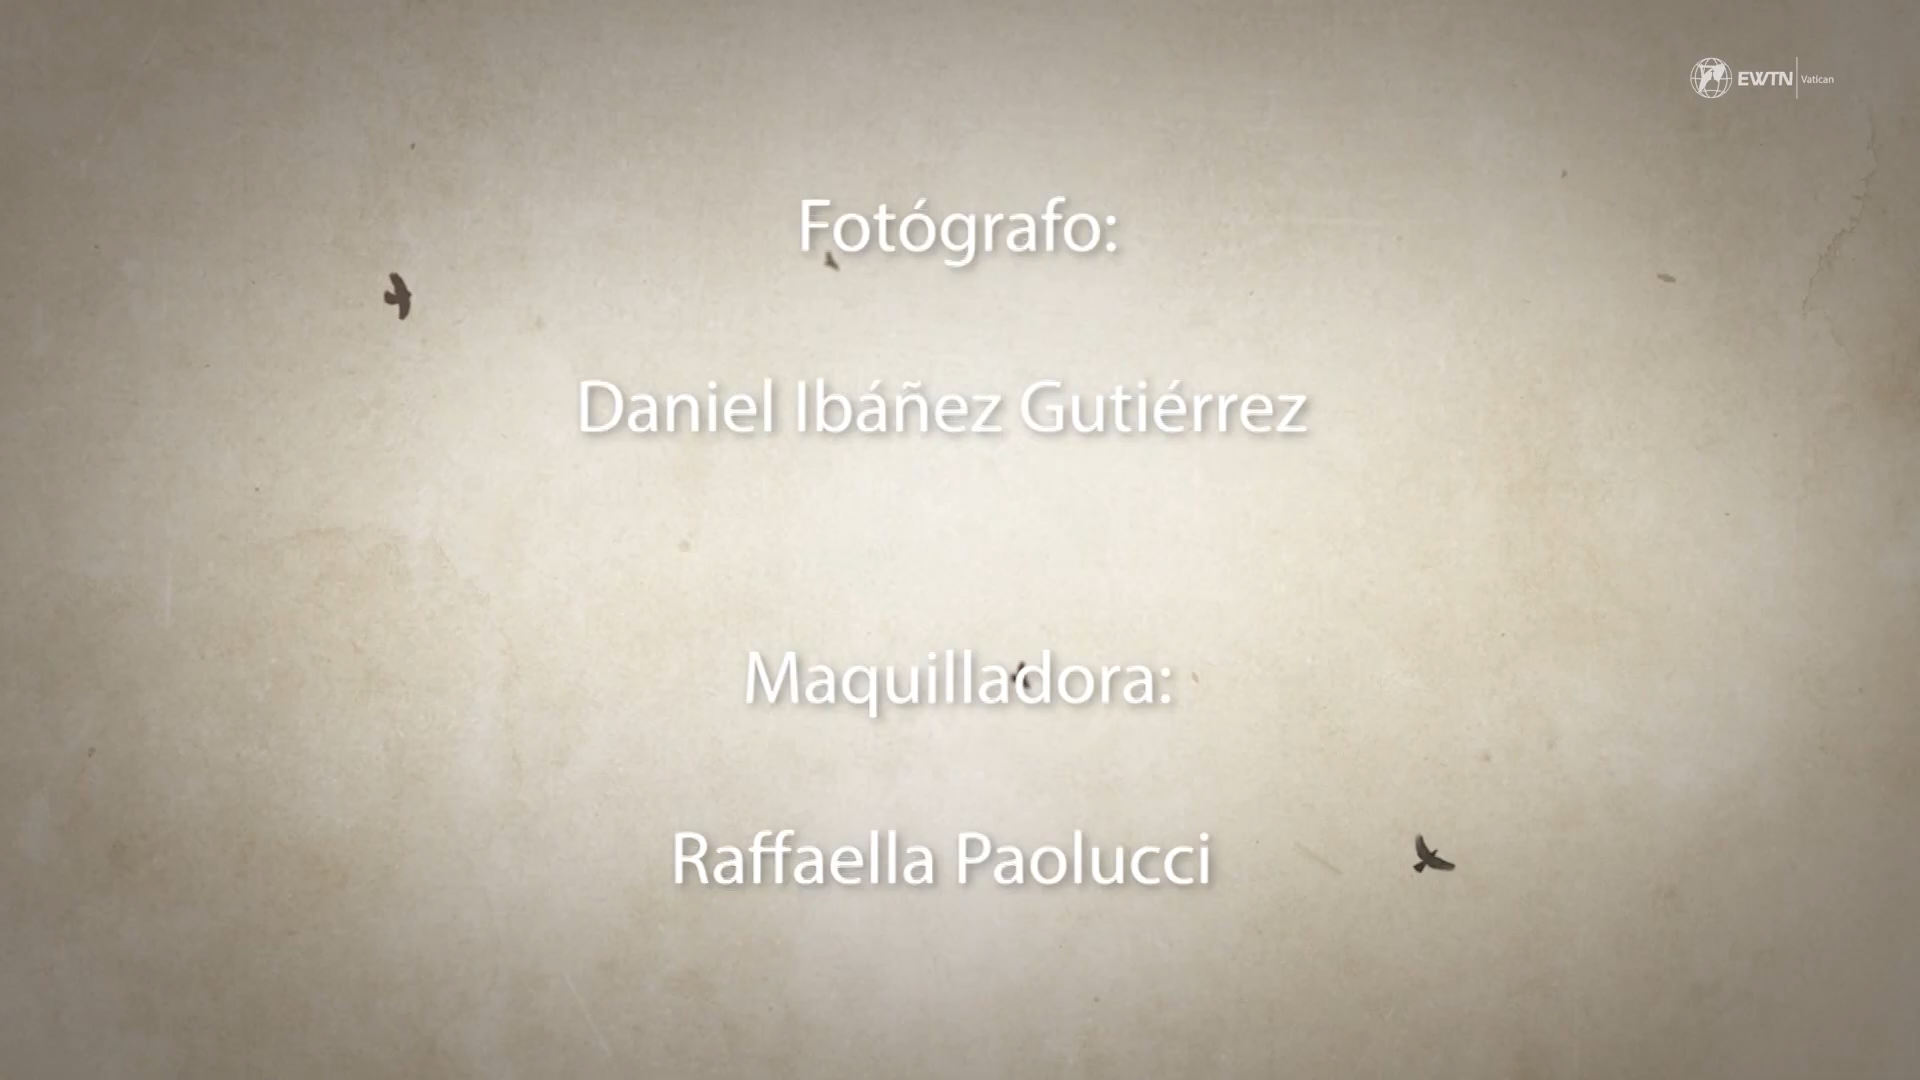 EWTN Vatican
Fotógrafo:
Daniel Ibáñez Gutiérrez
Maquilladora:
Raffaella Paolucci